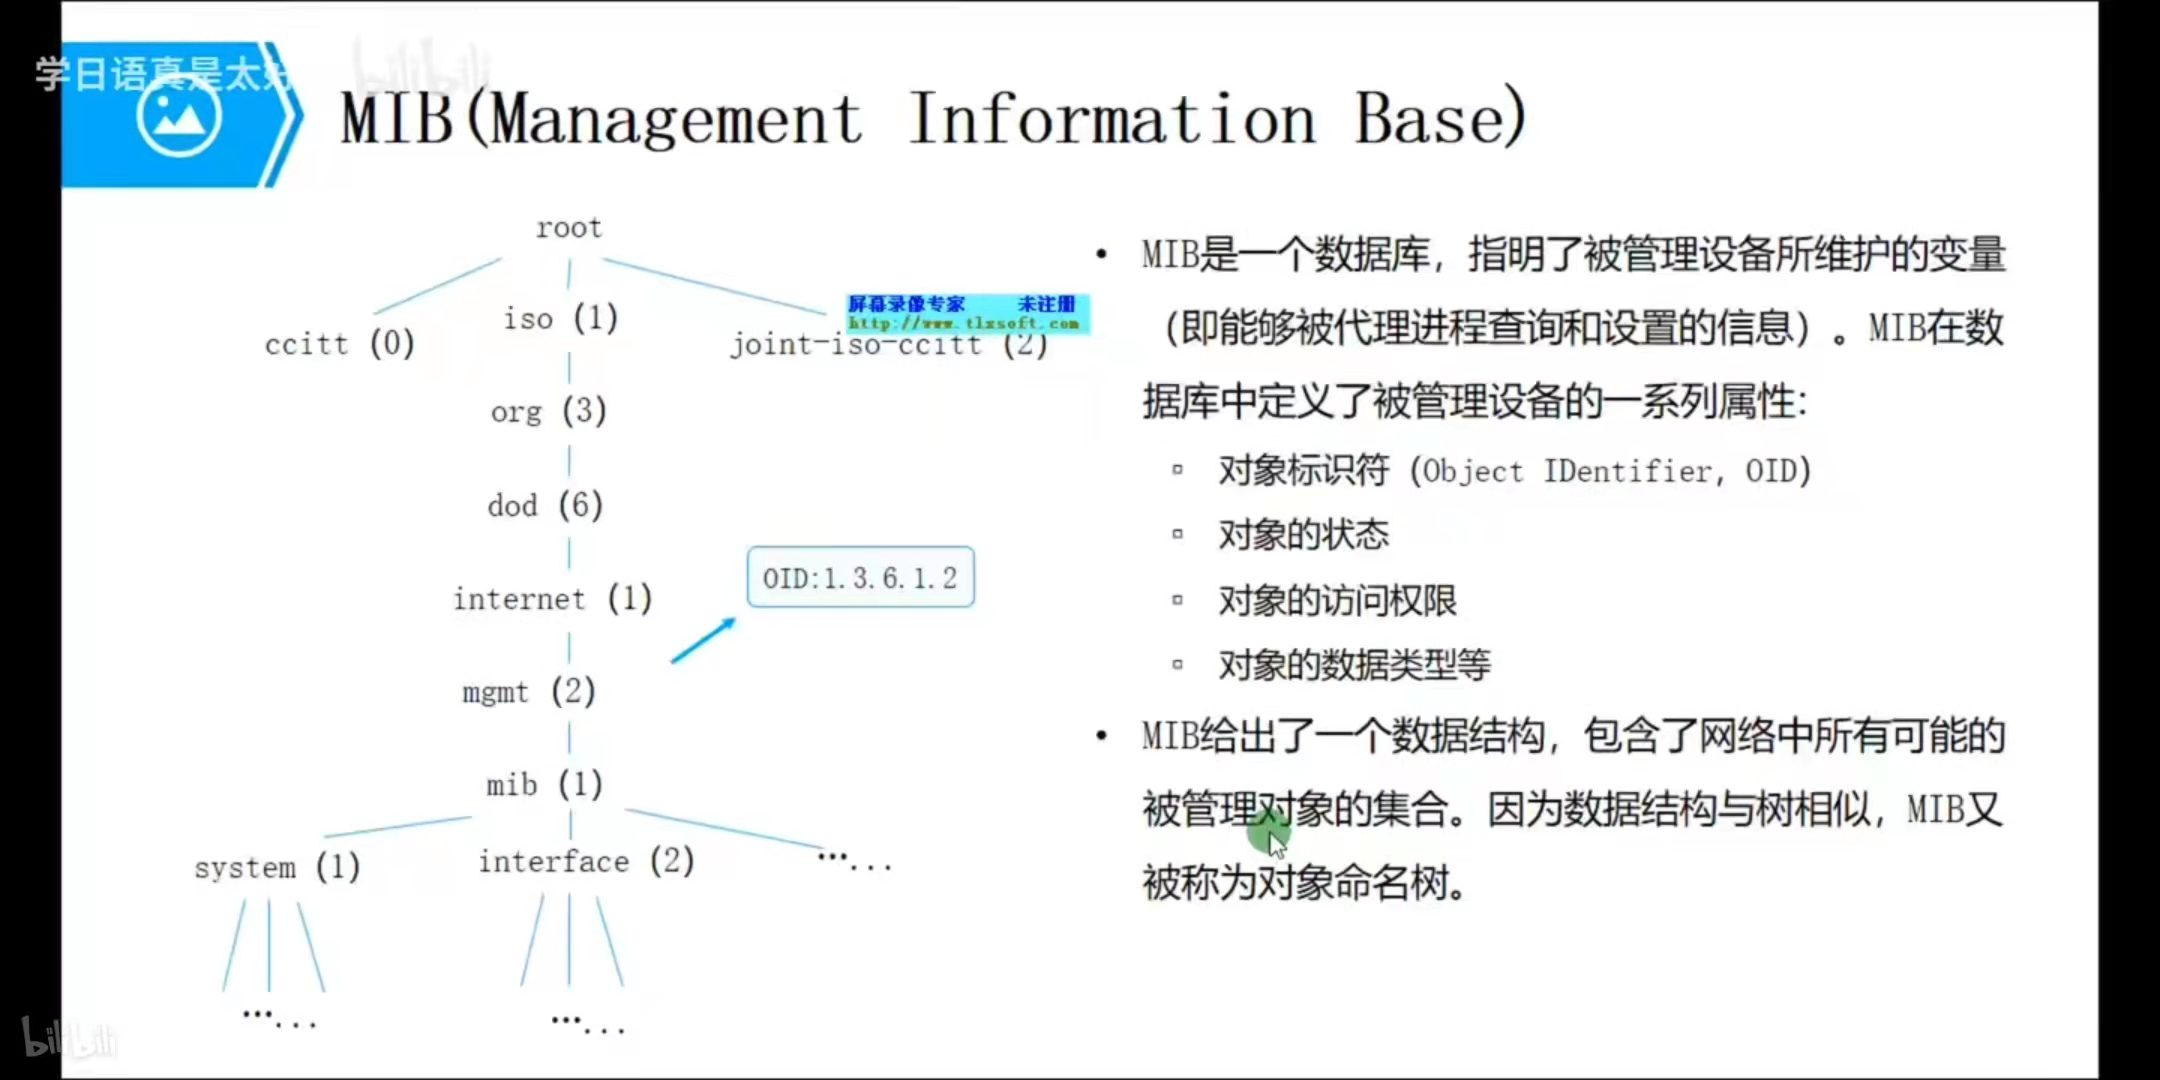 学日语真是太好
bilibili
MIB(Management Information Base)
root
屏幕录像专家 未注册
http://www.tlxsoft.com
iso (1)
ccitt (0)
joint-iso-ccitt (2)
org (3)
dod (6)
OID:1.3.6.1.2
internet (1)
mgmt (2)
mib (1)
system (1)
interface (2)
…...
…...
…...
• MIB是一个数据库，指明了被管理设备所维护的变量
（即能够被代理进程查询和设置的信息）。MIB在数
据库中定义了被管理设备的一系列属性：
▫ 对象标识符（Object IDentifier，OID）
▫ 对象的状态
▫ 对象的访问权限
▫ 对象的数据类型等
• MIB给出了一个数据结构，包含了网络中所有可能的
被管理对象的集合。因为数据结构与树相似，MIB又
被称为对象命名树。
bilibili